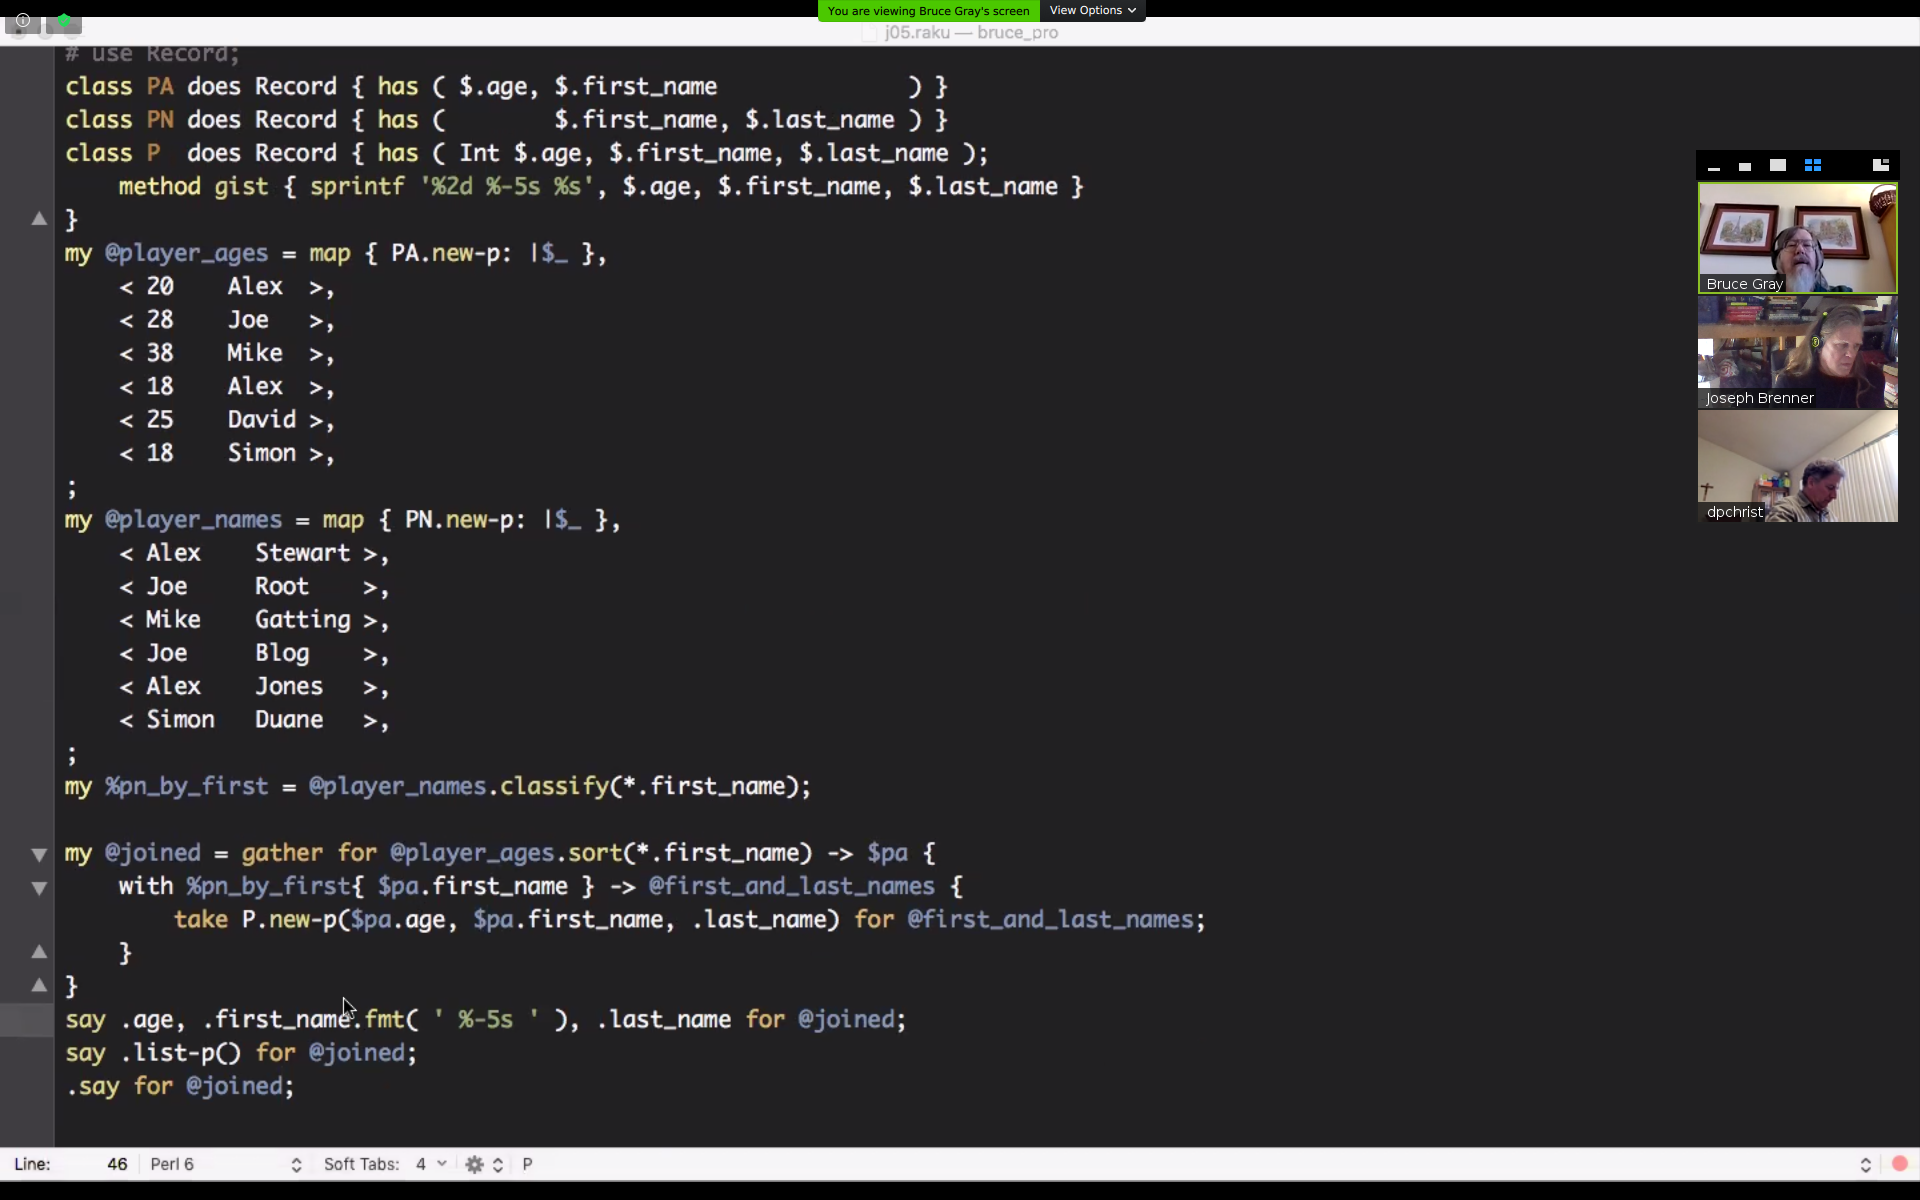 You are viewing Bruce Gray's screen View Options
j05.raku — bruce_pro
# use Record;
class PA does Record { has ( $.age, $.first_name              ) }
class PN does Record { has (        $.first_name, $.last_name ) }
class P  does Record { has ( Int $.age, $.first_name, $.last_name );
    method gist { sprintf '%2d %-5s %s', $.age, $.first_name, $.last_name }
}
my @player_ages = map { PA.new-p: |$_ },
    < 20    Alex  >,
    < 28    Joe   >,
    < 38    Mike  >,
    < 18    Alex  >,
    < 25    David >,
    < 18    Simon >,
;
my @player_names = map { PN.new-p: |$_ },
    < Alex    Stewart >,
    < Joe     Root    >,
    < Mike    Gatting >,
    < Joe     Blog    >,
    < Alex    Jones   >,
    < Simon   Duane   >,
;
my %pn_by_first = @player_names.classify(*.first_name);
my @joined = gather for @player_ages.sort(*.first_name) -> $pa {
    with %pn_by_first{ $pa.first_name } -> @first_and_last_names {
        take P.new-p($pa.age, $pa.first_name, .last_name) for @first_and_last_names;
    }
}
say .age, .first_name.fmt( ' %-5s ' ), .last_name for @joined;
say .list-p() for @joined;
.say for @joined;
Line: 46 Perl 6 Soft Tabs: 4 P
Bruce Gray
Joseph Brenner
dpchrist